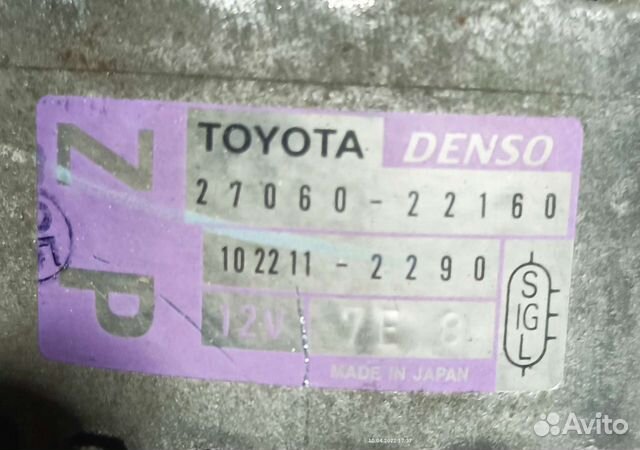 ZP
TOYOTA DENSO
27060-22160
102211-2290
12V 7E 8
MADE IN JAPAN
S
IG
L
Avito